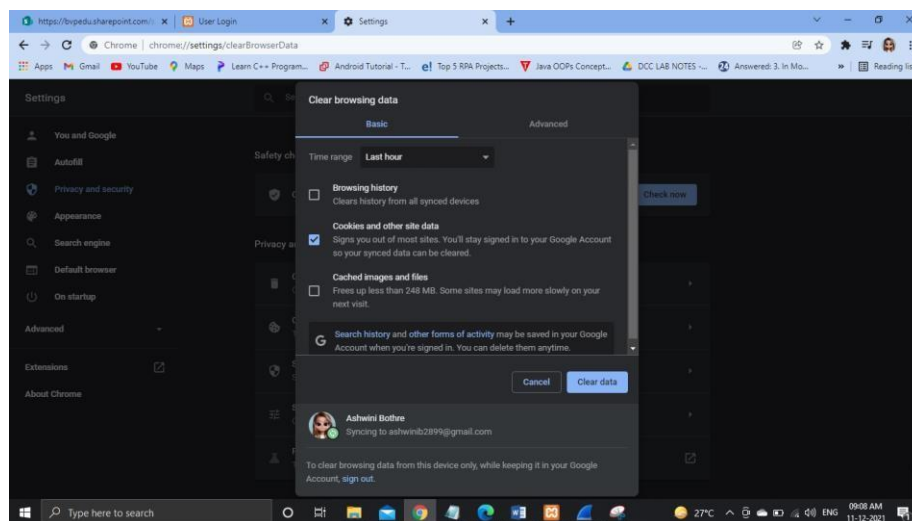 https://bvpedu.sharepoint.com/
User Login
Settings
Chrome | chrome://settings/clearBrowserData
Apps
Gmail
YouTube
Maps
Learn C++ Program...
Android Tutorial - T...
Top 5 RPA Projects...
Java OOPs Concept...
DCC LAB NOTES -...
Answered: 3. In Mo...
Reading lis
Settings
You and Google
Autofill
Privacy and security
Appearance
Search engine
Default browser
On startup
Advanced
Extensions
About Chrome
Safety ch
Check now
Privacy a
Clear browsing data
Basic
Advanced
Time range
Last hour
Browsing history
Clears history from all synced devices
Cookies and other site data
Signs you out of most sites. You'll stay signed in to your Google Account
so your synced data can be cleared.
Cached images and files
Frees up less than 248 MB. Some sites may load more slowly on your
next visit.
Search history and other forms of activity may be saved in your Google
Account when you're signed in. You can delete them anytime.
Cancel
Clear data
Ashwini Bothre
Syncing to ashwinib2899@gmail.com
To clear browsing data from this device only, while keeping it in your Google
Account, sign out.
Type here to search
27°C
ENG
09:08 AM
11-12-2021